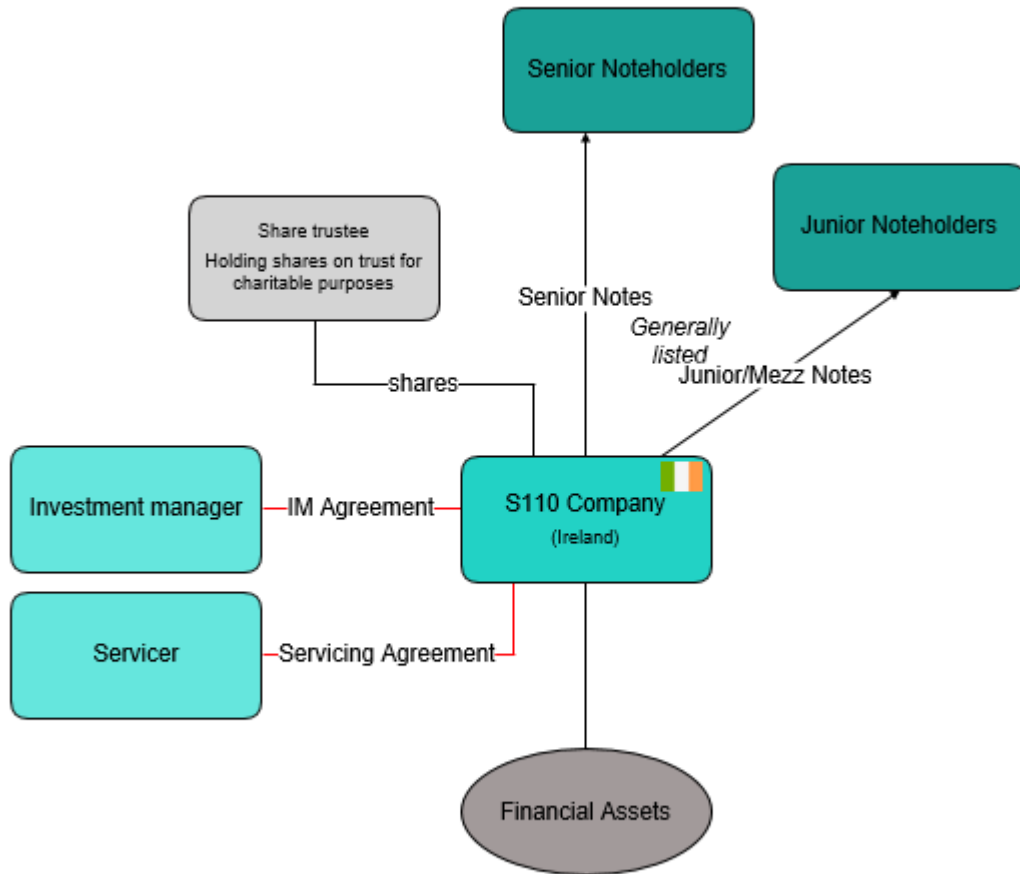 Senior Noteholders
Junior Noteholders
Share trustee
Holding shares on trust for
charitable purposes
Senior Notes
Generally
listed
Junior/Mezz Notes
shares
Investment manager
IM Agreement
S110 Company
(Ireland)
Servicer
Servicing Agreement
Financial Assets